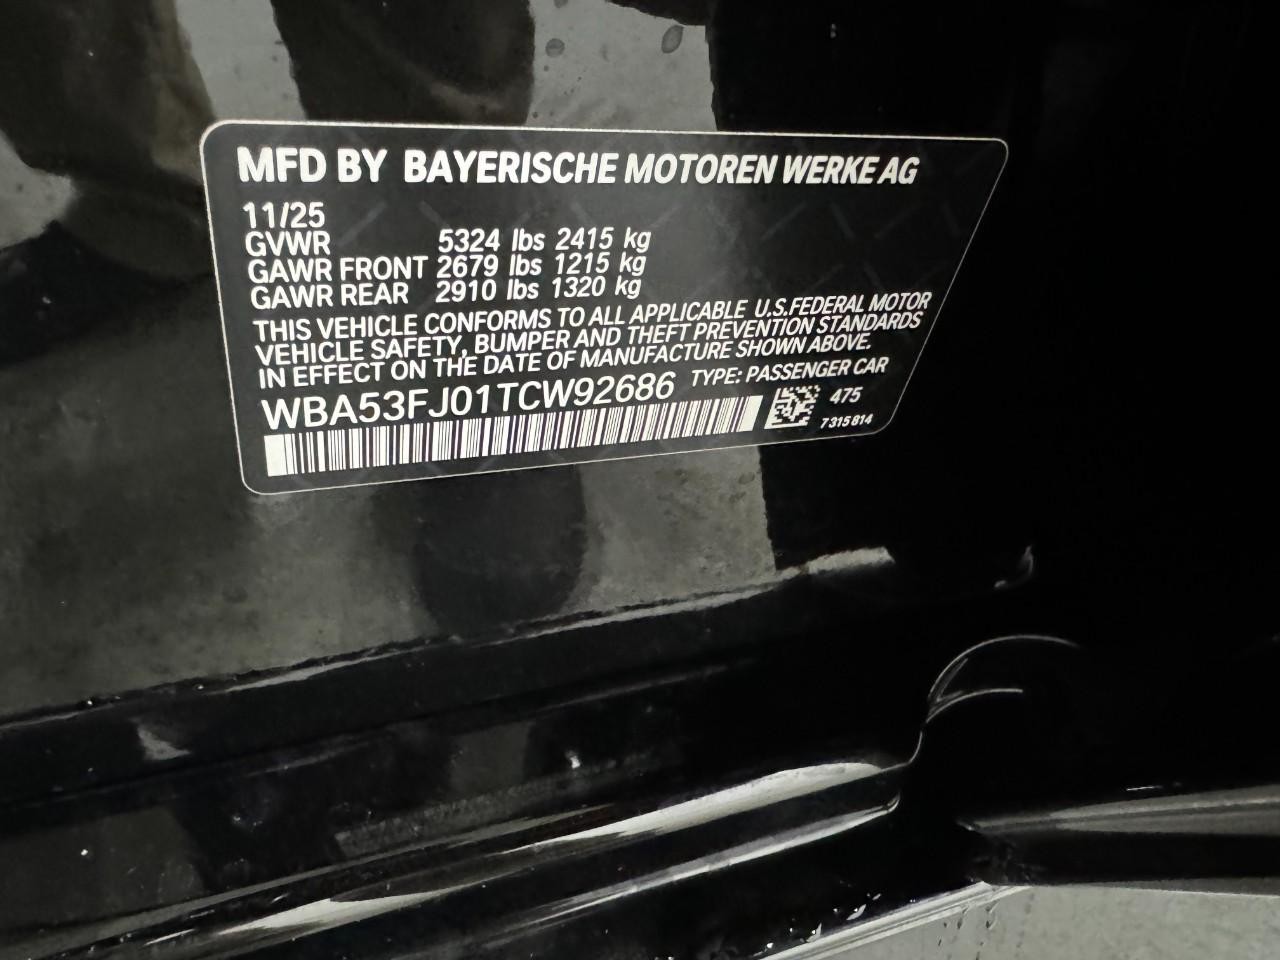 MFD BY BAYERISCHE MOTOREN WERKE AG
11/25
GVWR 5324 lbs 2415 kg
GAWR FRONT 2679 lbs 1215 kg
GAWR REAR 2910 lbs 1320 kg
THIS VEHICLE CONFORMS TO ALL APPLICABLE U.S.FEDERAL MOTOR
VEHICLE SAFETY, BUMPER AND THEFT PREVENTION STANDARDS
IN EFFECT ON THE DATE OF MANUFACTURE SHOWN ABOVE.
WBA53FJ01TCW92686 TYPE: PASSENGER CAR
475
7315814